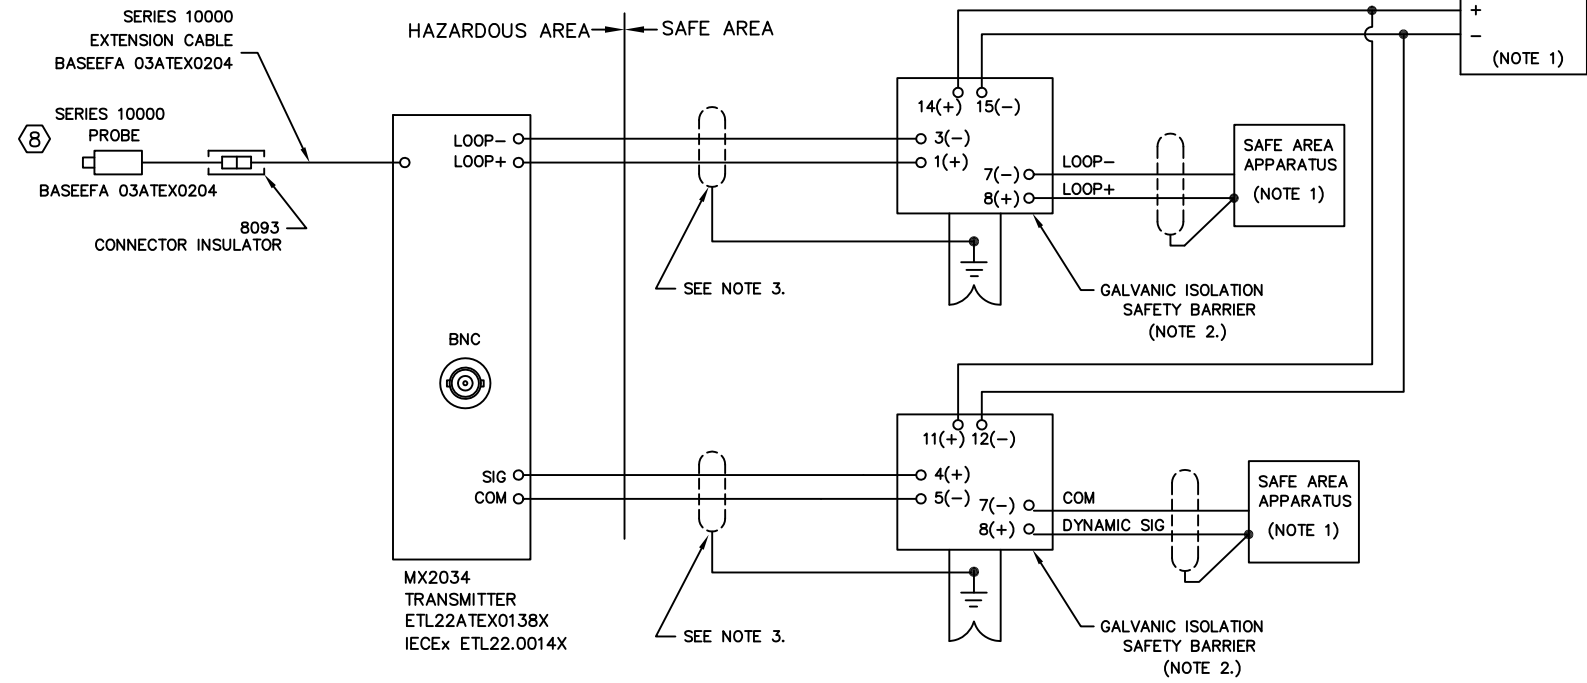 SERIES 10000
EXTENSION CABLE
BASEEFA 03ATEX0204
HAZARDOUS AREA
SAFE AREA
+
−
(NOTE 1)
8
SERIES 10000
PROBE
BASEEFA 03ATEX0204
8093
CONNECTOR INSULATOR
LOOP−
LOOP+
BNC
SIG
COM
MX2034
TRANSMITTER
ETL22ATEX0138X
IECEx ETL22.0014X
SEE NOTE 3.
14(+) 15(−)
3(−)
1(+)
7(−)
8(+)
LOOP−
LOOP+
SAFE AREA
APPARATUS
(NOTE 1)
GALVANIC ISOLATION
SAFETY BARRIER
(NOTE 2.)
11(+) 12(−)
4(+)
5(−)
7(−)
8(+)
COM
DYNAMIC SIG
SAFE AREA
APPARATUS
(NOTE 1)
SEE NOTE 3.
GALVANIC ISOLATION
SAFETY BARRIER
(NOTE 2.)